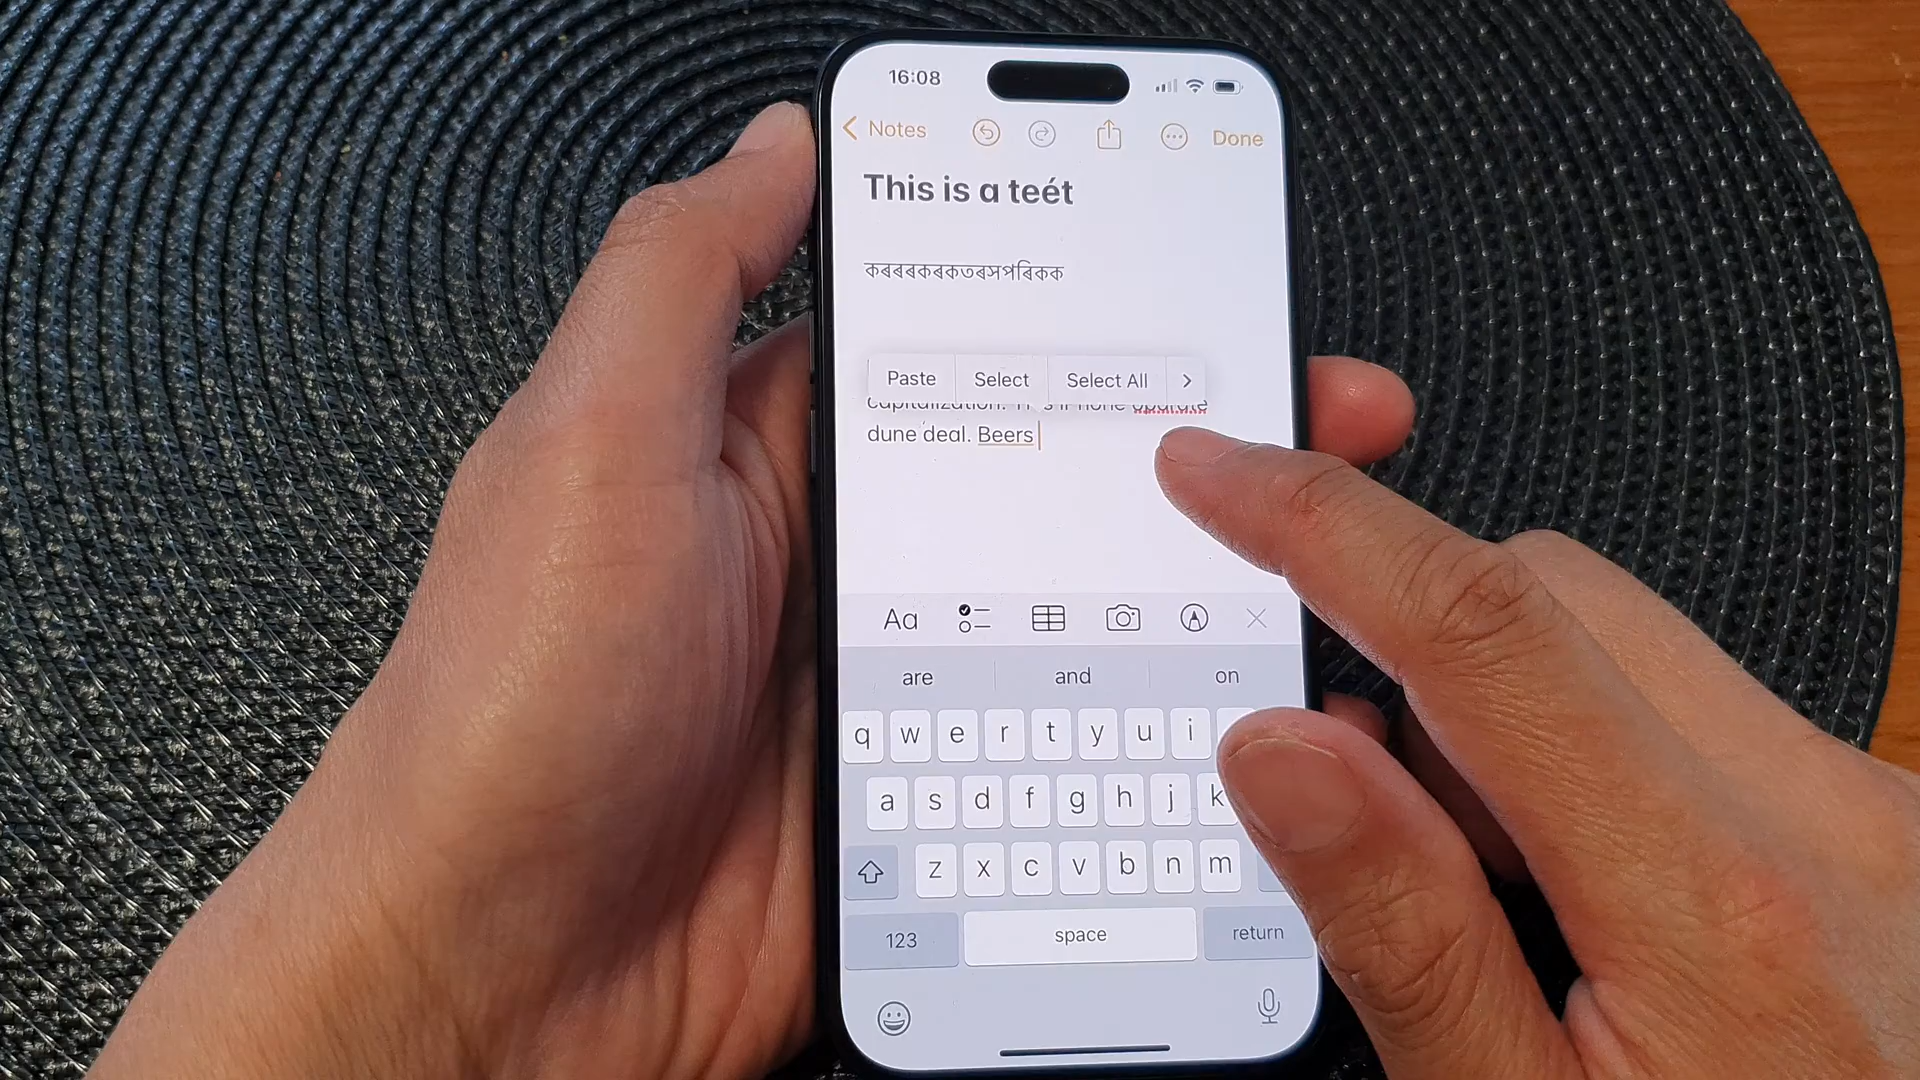 16:08
Notes
Done
This is a teét
কৰৰৰকৰকতৰসপৰিকক
Paste Select Select All
capitalization.
dune deal. Beers
Aa
are and on
q w e r t y u i
a s d f g h j k
z x c v b n m
123 space return